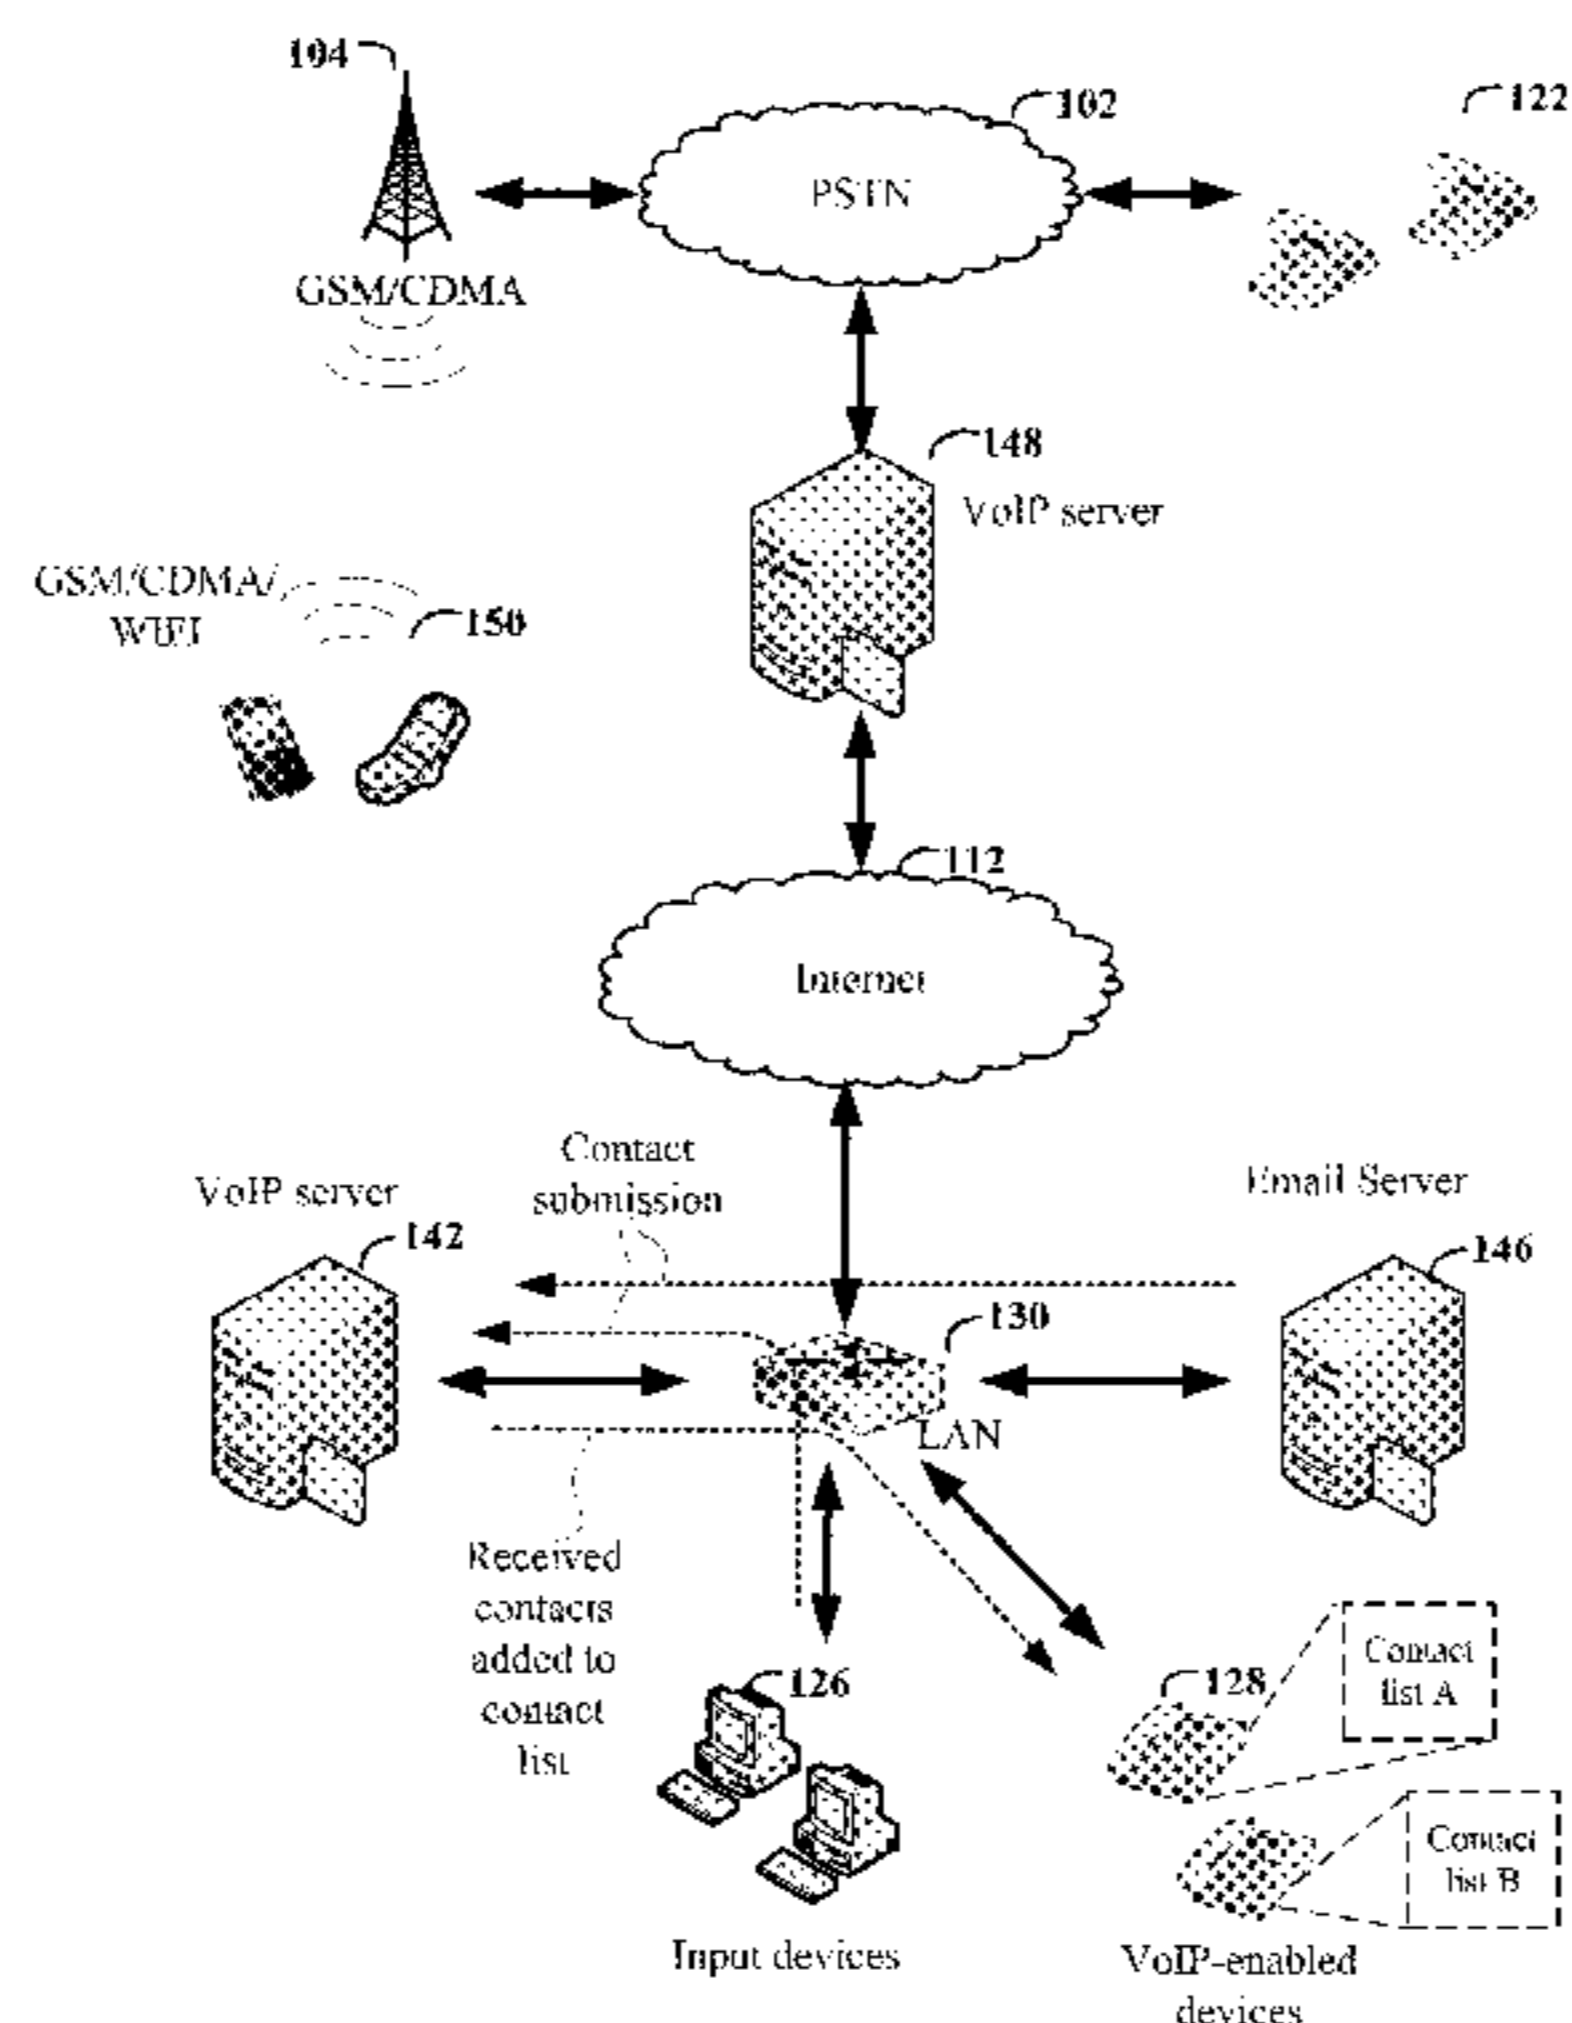 104
102
122
PSTN
GSM/CDMA
148
VoIP server
GSM/CDMA/
WIFI
150
112
Internet
Contact
submission
VoIP server
142
Email Server
146
130
LAN
Received
contacts
added to
contact
list
126
128
Contact
list A
Contact
list B
Input devices
VoIP-enabled
devices